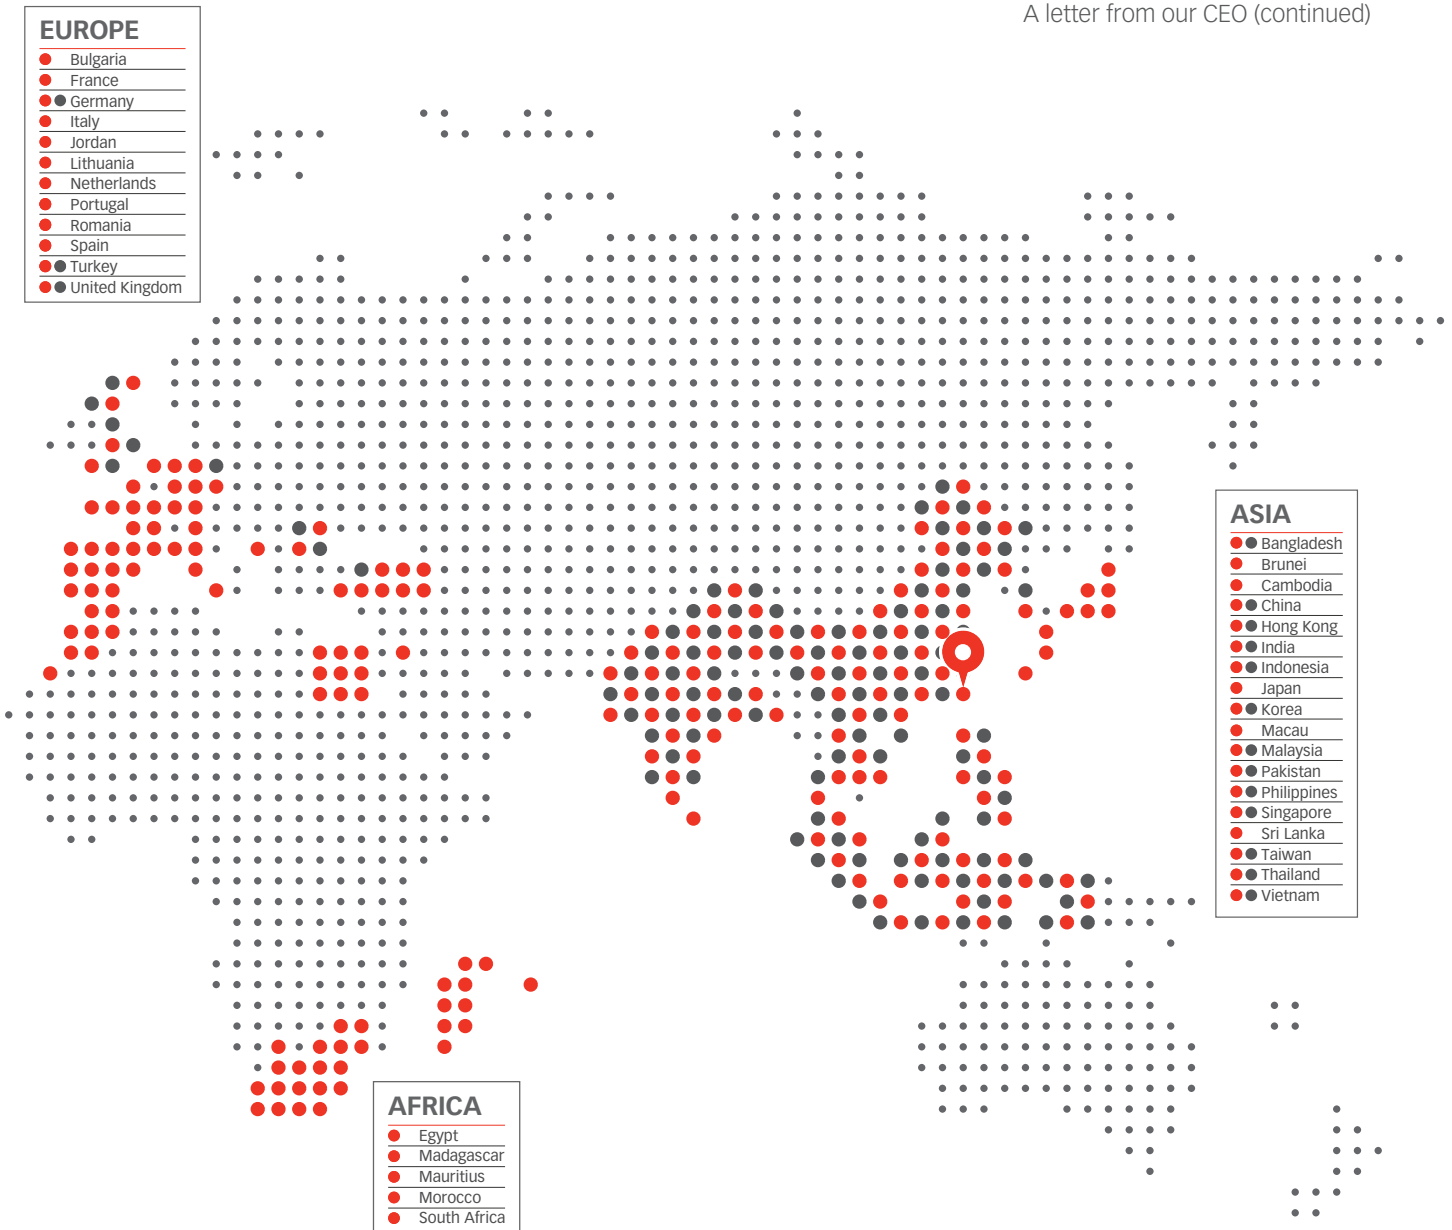 A letter from our CEO (continued)
EUROPE
Bulgaria
France
Germany
Italy
Jordan
Lithuania
Netherlands
Portugal
Romania
Spain
Turkey
United Kingdom
ASIA
Bangladesh
Brunei
Cambodia
China
Hong Kong
India
Indonesia
Japan
Korea
Macau
Malaysia
Pakistan
Philippines
Singapore
Sri Lanka
Taiwan
Thailand
Vietnam
AFRICA
Egypt
Madagascar
Mauritius
Morocco
South Africa